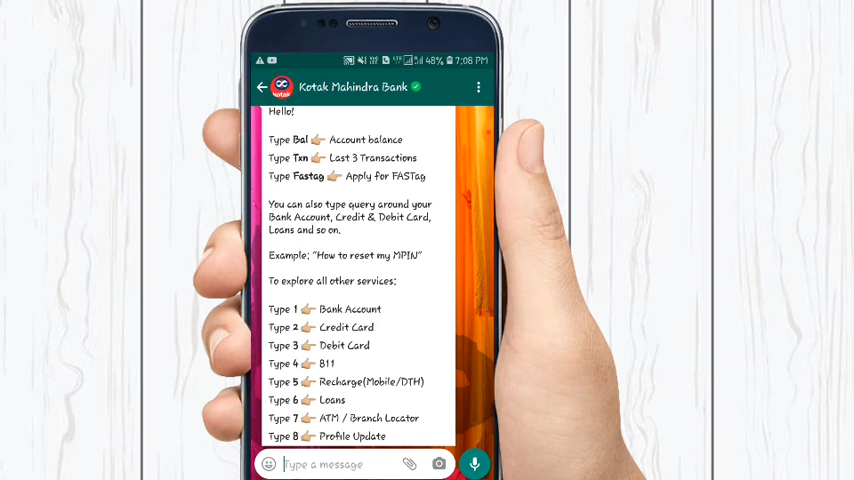 48% 7:08 PM
Kotak Mahindra Bank
kotak
Hello!
Type Bal 👉 Account balance
Type Txn 👉 Last 3 Transactions
Type Fastag 👉 Apply for FASTag
You can also type query around your
Bank Account, Credit & Debit Card,
Loans and so on.
Example: "How to reset my MPIN"
To explore all other services:
Type 1 👉 Bank Account
Type 2 👉 Credit Card
Type 3 👉 Debit Card
Type 4 👉 811
Type 5 👉 Recharge(Mobile/DTH)
Type 6 👉 Loans
Type 7 👉 ATM / Branch Locator
Type 8 👉 Profile Update
Type a message